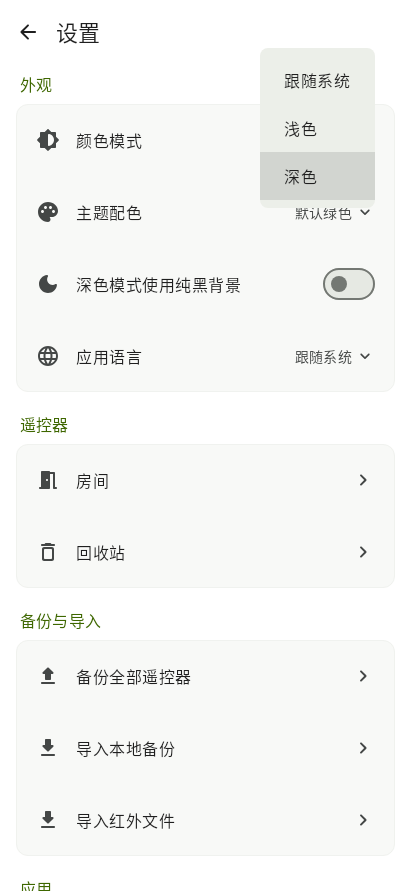 设置
外观
跟随系统
浅色
深色
颜色模式
主题配色
默认绿色
深色模式使用纯黑背景
应用语言
跟随系统
遥控器
房间
回收站
备份与导入
备份全部遥控器
导入本地备份
导入红外文件
应用